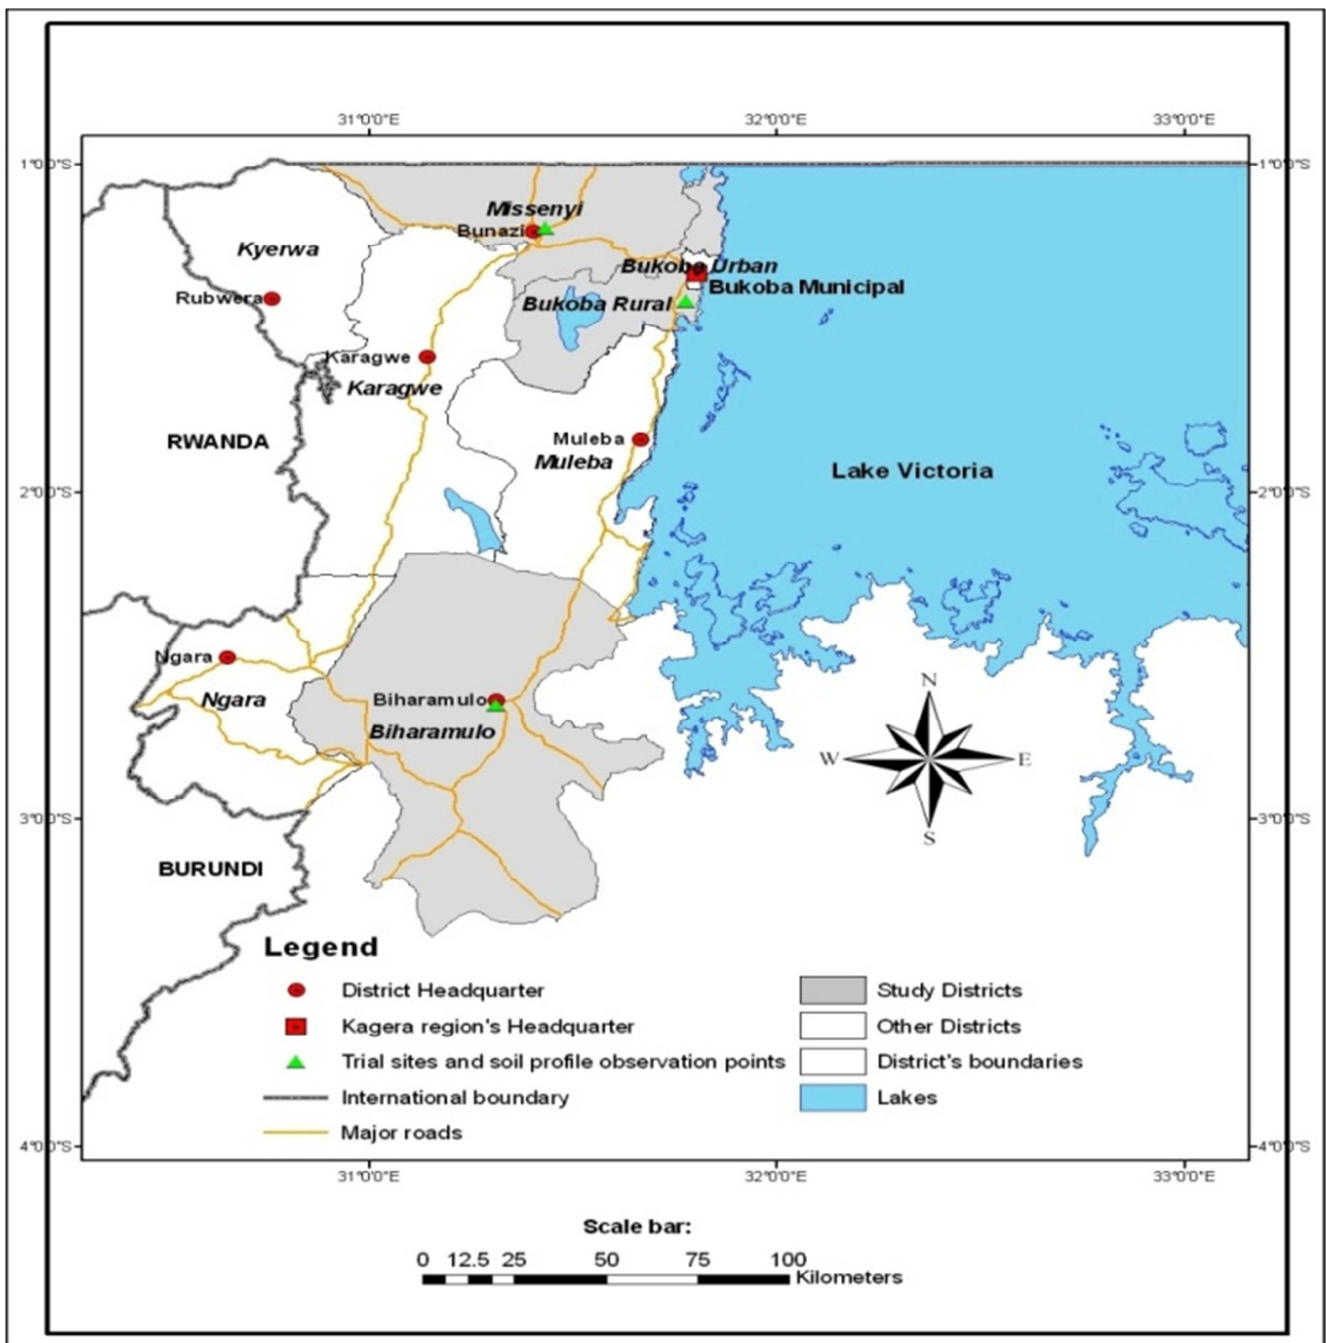 31°0'0"E 32°0'0"E 33°0'0"E
1°0'0"S 1°0'0"S
Missenyi
Bunazi
Kyerwa
Bukoba Urban
Bukoba Municipal
Rubwera
Bukoba Rural
Karagwe
Karagwe
RWANDA
Muleba
Muleba
Lake Victoria
2°0'0"S 2°0'0"S
Ngara
Ngara
Biharamulo
Biharamulo
N
W E
S
3°0'0"S 3°0'0"S
BURUNDI
Legend
District Headquarter
Kagera region's Headquarter
Trial sites and soil profile observation points
International boundary
Major roads
Study Districts
Other Districts
District's boundaries
Lakes
4°0'0"S 4°0'0"S
31°0'0"E 32°0'0"E 33°0'0"E
Scale bar:
0 12.5 25 50 75 100
Kilometers